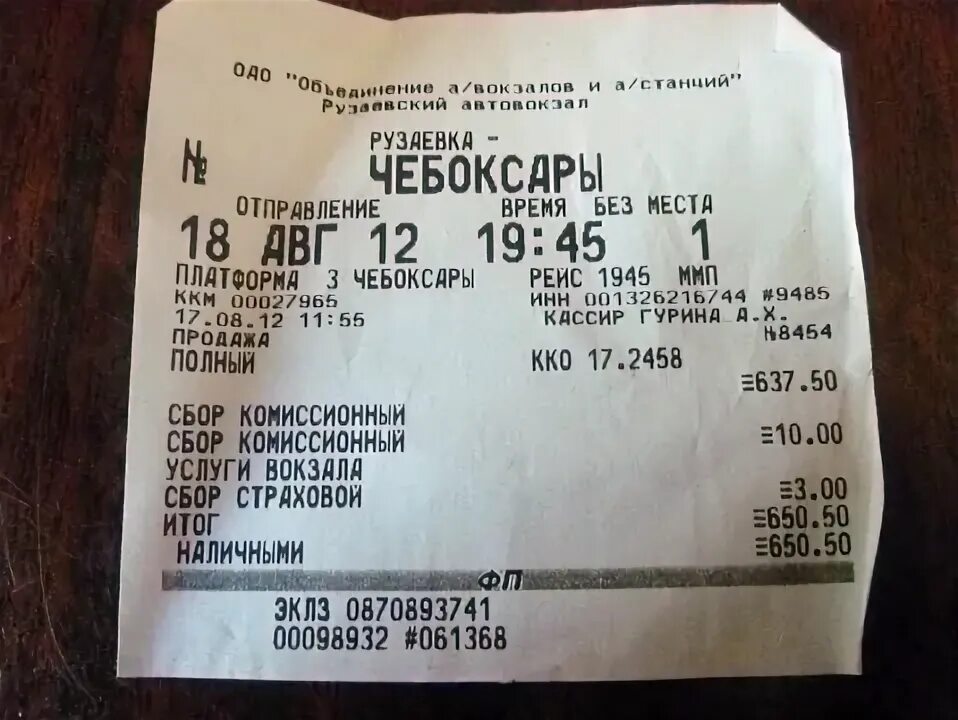 ОАО "Объединение а/вокзалов и а/станций"
Рузаевский автовокзал
РУЗАЕВКА -
№ ЧЕБОКСАРЫ
ОТПРАВЛЕНИЕ ВРЕМЯ БЕЗ МЕСТА
18 АВГ 12 19:45 1
ПЛАТФОРМА 3 ЧЕБОКСАРЫ РЕЙС 1945 ММП
ККМ 00027965 ИНН 001326216744 #9485
17.08.12 11:55 КАССИР ГУРИНА А.Х.
ПРОДАЖА №8454
ПОЛНЫЙ ККО 17.2458
≡637.50
СБОР КОМИССИОННЫЙ
СБОР КОМИССИОННЫЙ ≡10.00
УСЛУГИ ВОКЗАЛА
СБОР СТРАХОВОЙ ≡3.00
ИТОГ ≡650.50
НАЛИЧНЫМИ ≡650.50
ФП
ЭКЛЗ 0870893741
00098932 #061368